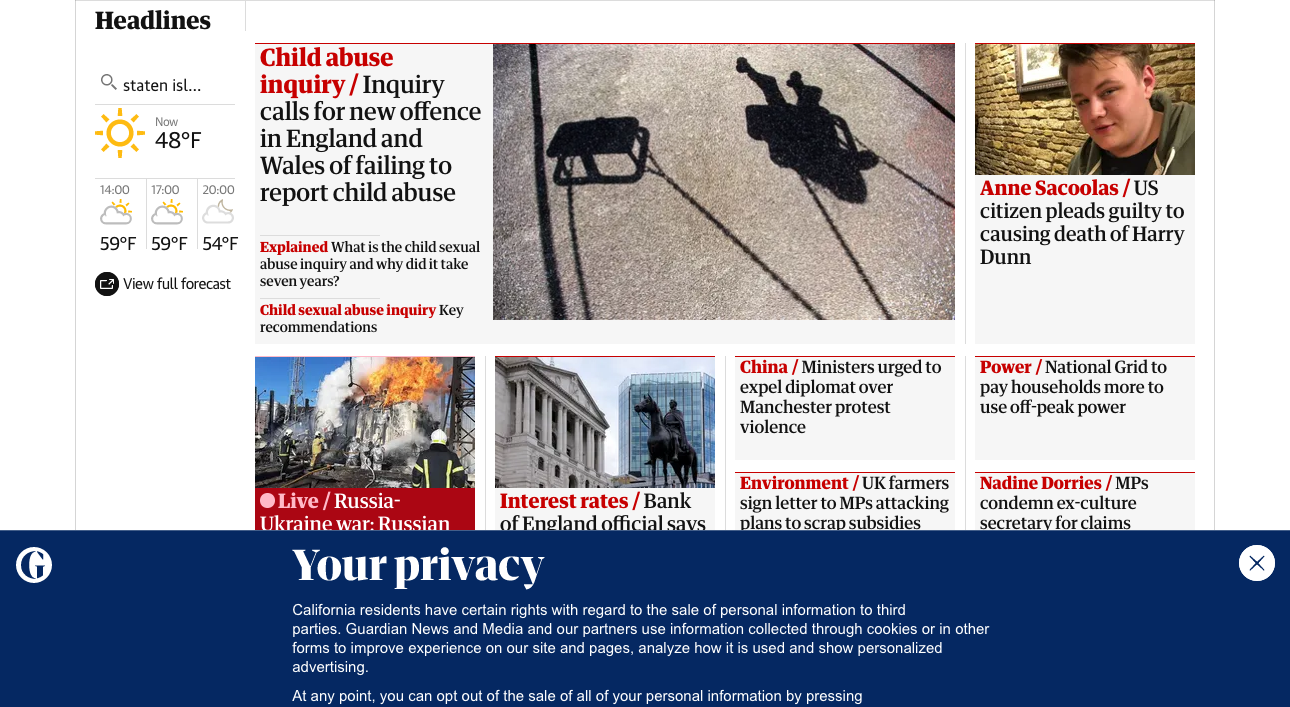 Headlines
staten isl...
Now
48°F
14:00
17:00
20:00
59°F
59°F
54°F
View full forecast
Child abuse
inquiry / Inquiry
calls for new offence
in England and
Wales of failing to
report child abuse
Explained What is the child sexual
abuse inquiry and why did it take
seven years?
Child sexual abuse inquiry Key
recommendations
Anne Sacoolas / US
citizen pleads guilty to
causing death of Harry
Dunn
Live / Russia-
Ukraine war: Russian
Interest rates / Bank
of England official says
China / Ministers urged to
expel diplomat over
Manchester protest
violence
Environment / UK farmers
sign letter to MPs attacking
plans to scrap subsidies
Power / National Grid to
pay households more to
use off-peak power
Nadine Dorries / MPs
condemn ex-culture
secretary for claims
Your privacy
California residents have certain rights with regard to the sale of personal information to third
parties. Guardian News and Media and our partners use information collected through cookies or in other
forms to improve experience on our site and pages, analyze how it is used and show personalized
advertising.
At any point, you can opt out of the sale of all of your personal information by pressing